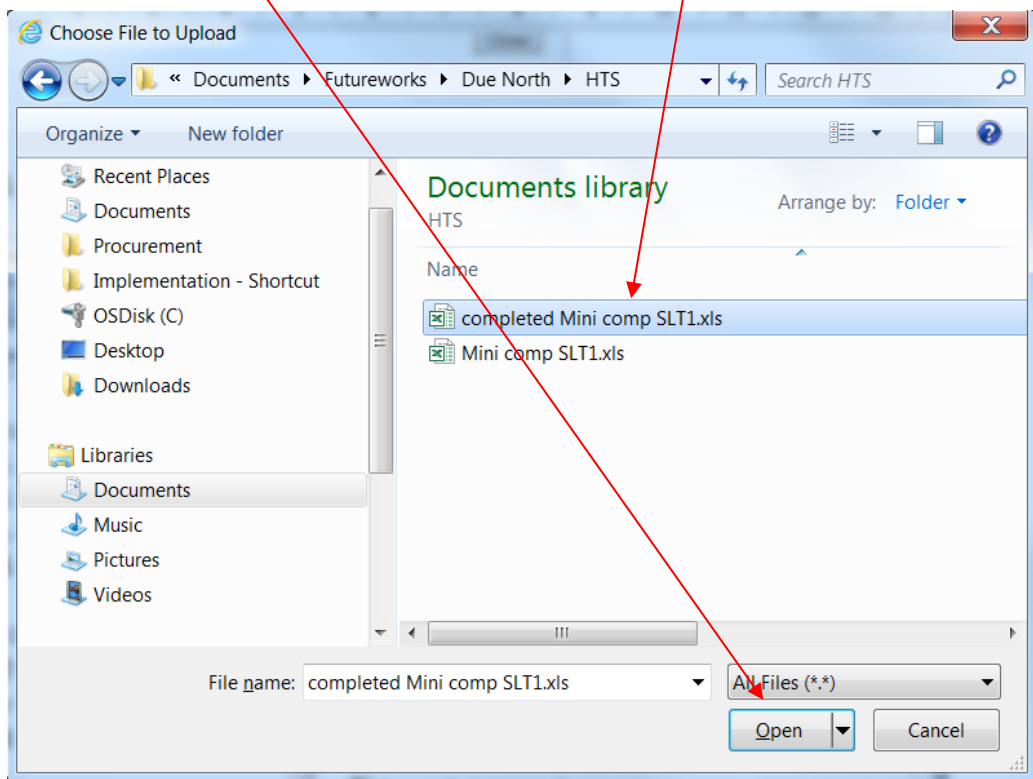 Choose File to Upload
« Documents Futureworks Due North HTS Search HTS
Organize New folder
Recent Places
Documents
Procurement
Implementation - Shortcut
OSDisk (C)
Desktop
Downloads
Libraries
Documents
Music
Pictures
Videos
Documents library
HTS
Arrange by: Folder
Name
completed Mini comp SLT1.xls
Mini comp SLT1.xls
File name: completed Mini comp SLT1.xls All Files (*.*)
Open Cancel